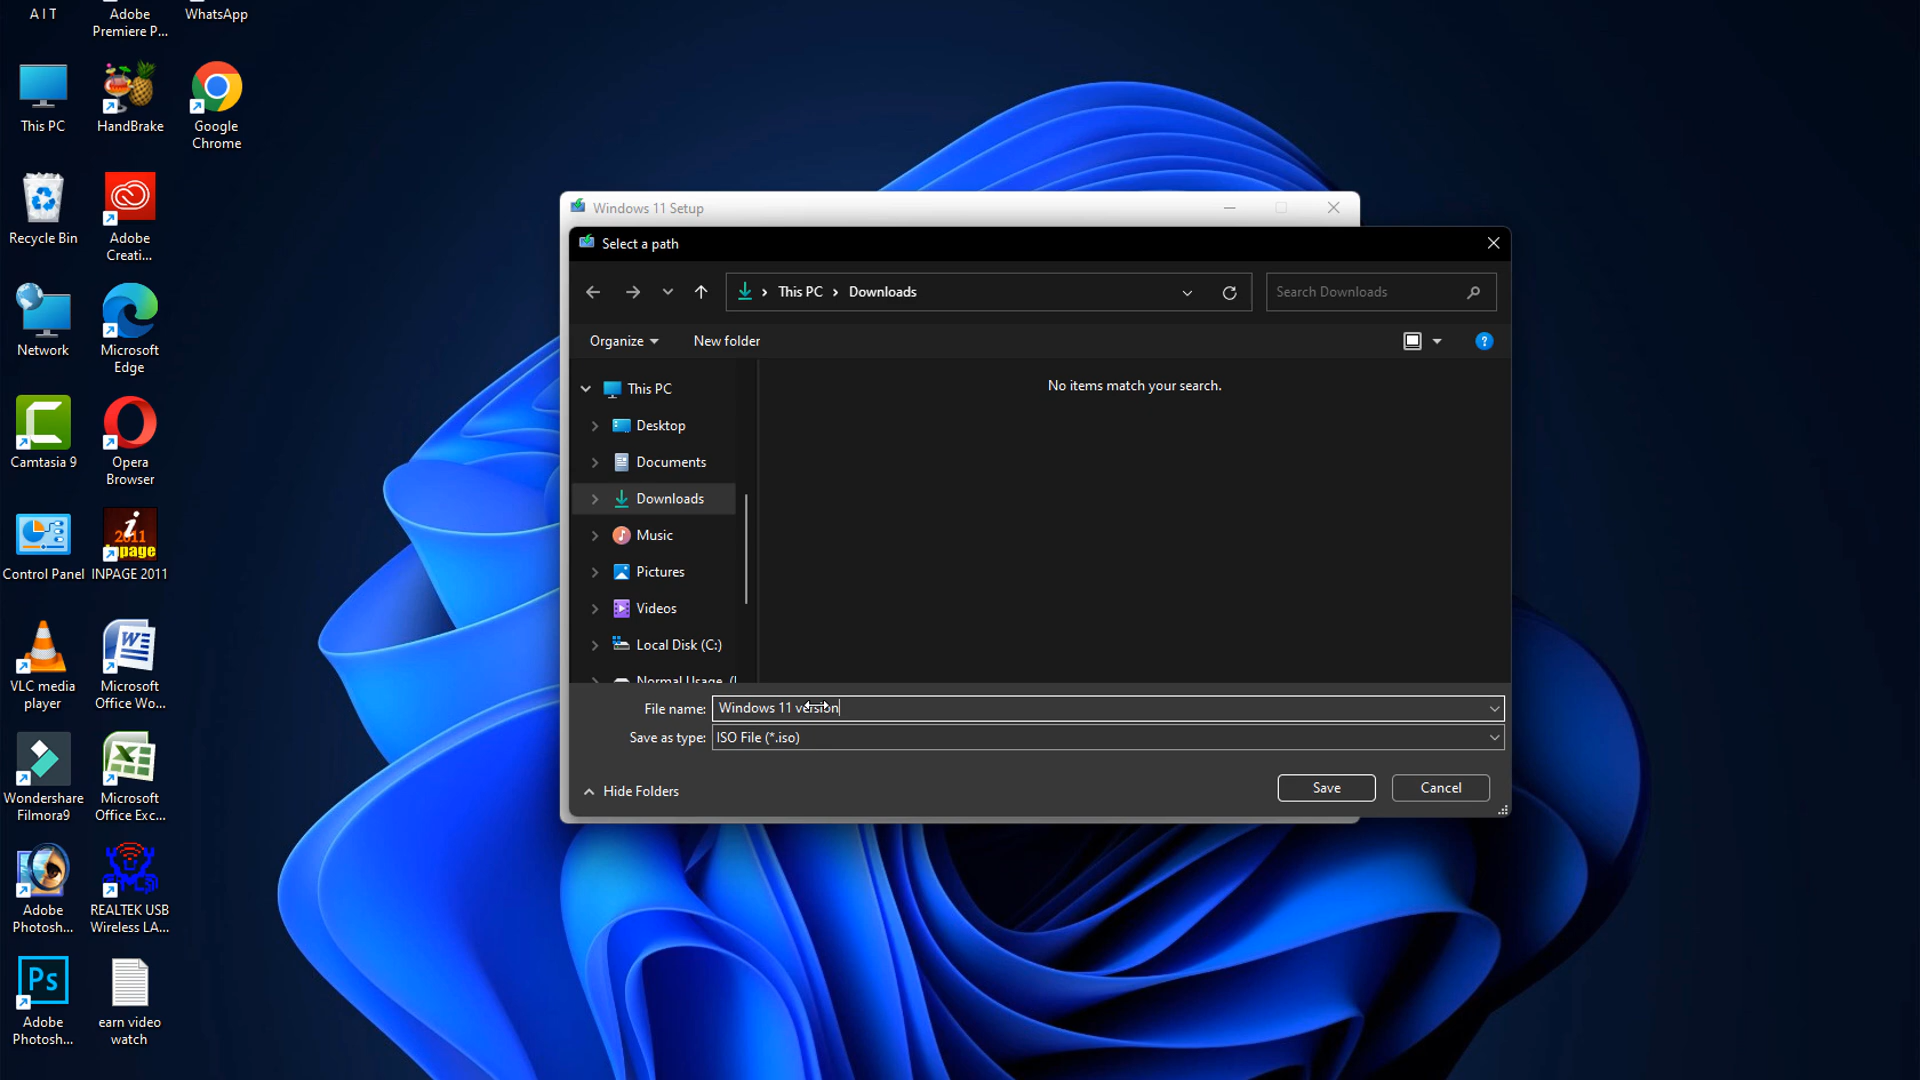 A I T
Adobe
Premiere P...
WhatsApp
This PC
HandBrake
Google
Chrome
Recycle Bin
Adobe
Creati...
Network
Microsoft
Edge
Camtasia 9
Opera
Browser
Control Panel
i
2011
inpage
INPAGE 2011
VLC media
player
Microsoft
Office Wo...
Wondershare
Filmora9
Microsoft
Office Exc...
Adobe
Photosh...
REALTEK USB
Wireless LA...
Ps
Adobe
Photosh...
earn video
watch
Windows 11 Setup
Select a path
This PC
Downloads
Search Downloads
Organize
New folder
?
No items match your search.
This PC
Desktop
Documents
Downloads
Music
Pictures
Videos
Local Disk (C:)
Normal Usage (
File name:
Windows 11 version
Save as type:
ISO File (*.iso)
Hide Folders
Save
Cancel